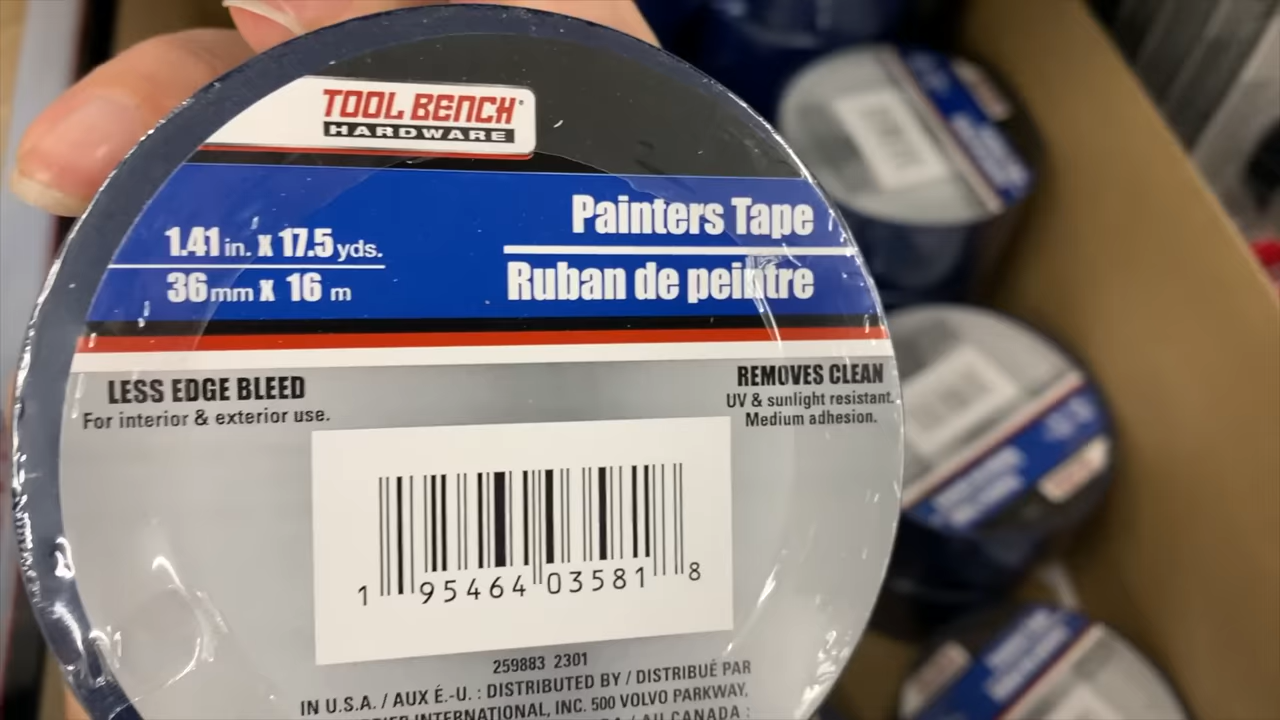 TOOL BENCH®
HARDWARE
1.41 in. x 17.5 yds.
36 mm x 16 m
Painters Tape
Ruban de peintre
LESS EDGE BLEED
For interior & exterior use.
REMOVES CLEAN
UV & sunlight resistant.
Medium adhesion.
1 95464 03581 8
259883 2301
IN U.S.A. / AUX É.-U. : DISTRIBUTED BY / DISTRIBUÉ PAR
INTERNATIONAL, INC. 500 VOLVO PARKWAY,
/ AU CANADA :